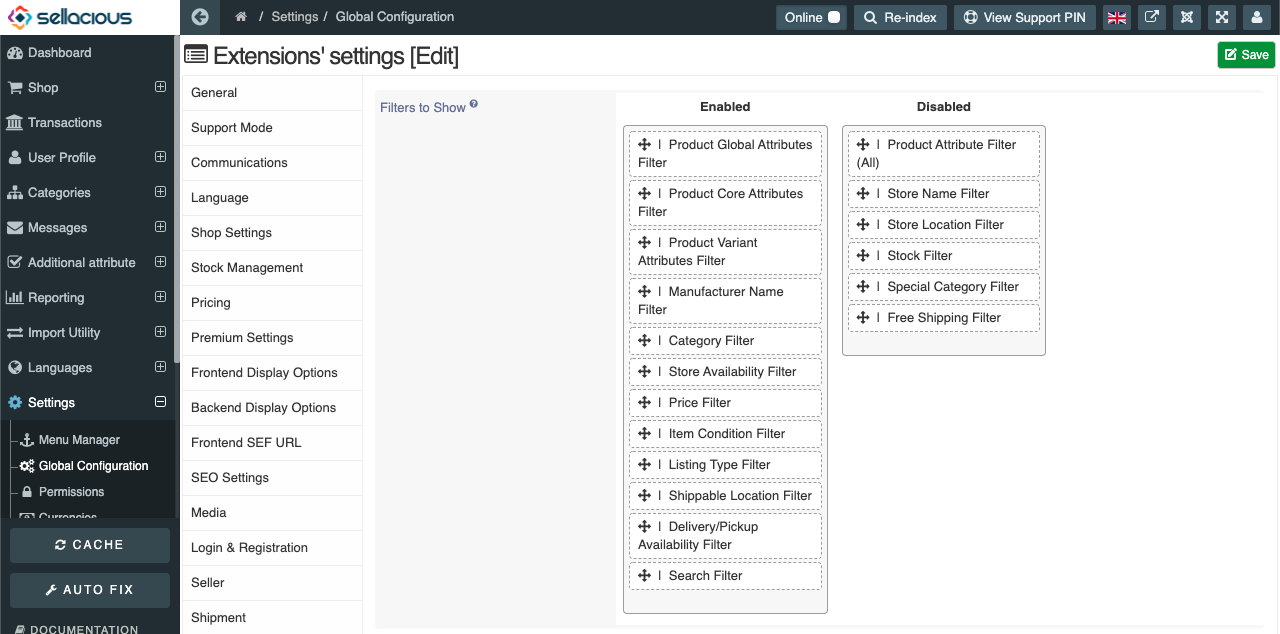 sellacious
/ Settings / Global Configuration
Online
Re-index
View Support PIN
Dashboard
Shop
Transactions
User Profile
Categories
Messages
Additional attribute
Reporting
Import Utility
Languages
Settings
Menu Manager
Global Configuration
Permissions
Currencies
CACHE
AUTO FIX
DOCUMENTATION
Extensions' settings [Edit]
Save
General
Support Mode
Communications
Language
Shop Settings
Stock Management
Pricing
Premium Settings
Frontend Display Options
Backend Display Options
Frontend SEF URL
SEO Settings
Media
Login & Registration
Seller
Shipment
Filters to Show
Enabled
| Product Global Attributes
Filter
| Product Core Attributes
Filter
| Product Variant
Attributes Filter
| Manufacturer Name
Filter
| Category Filter
| Store Availability Filter
| Price Filter
| Item Condition Filter
| Listing Type Filter
| Shippable Location Filter
| Delivery/Pickup
Availability Filter
| Search Filter
Disabled
| Product Attribute Filter
(All)
| Store Name Filter
| Store Location Filter
| Stock Filter
| Special Category Filter
| Free Shipping Filter